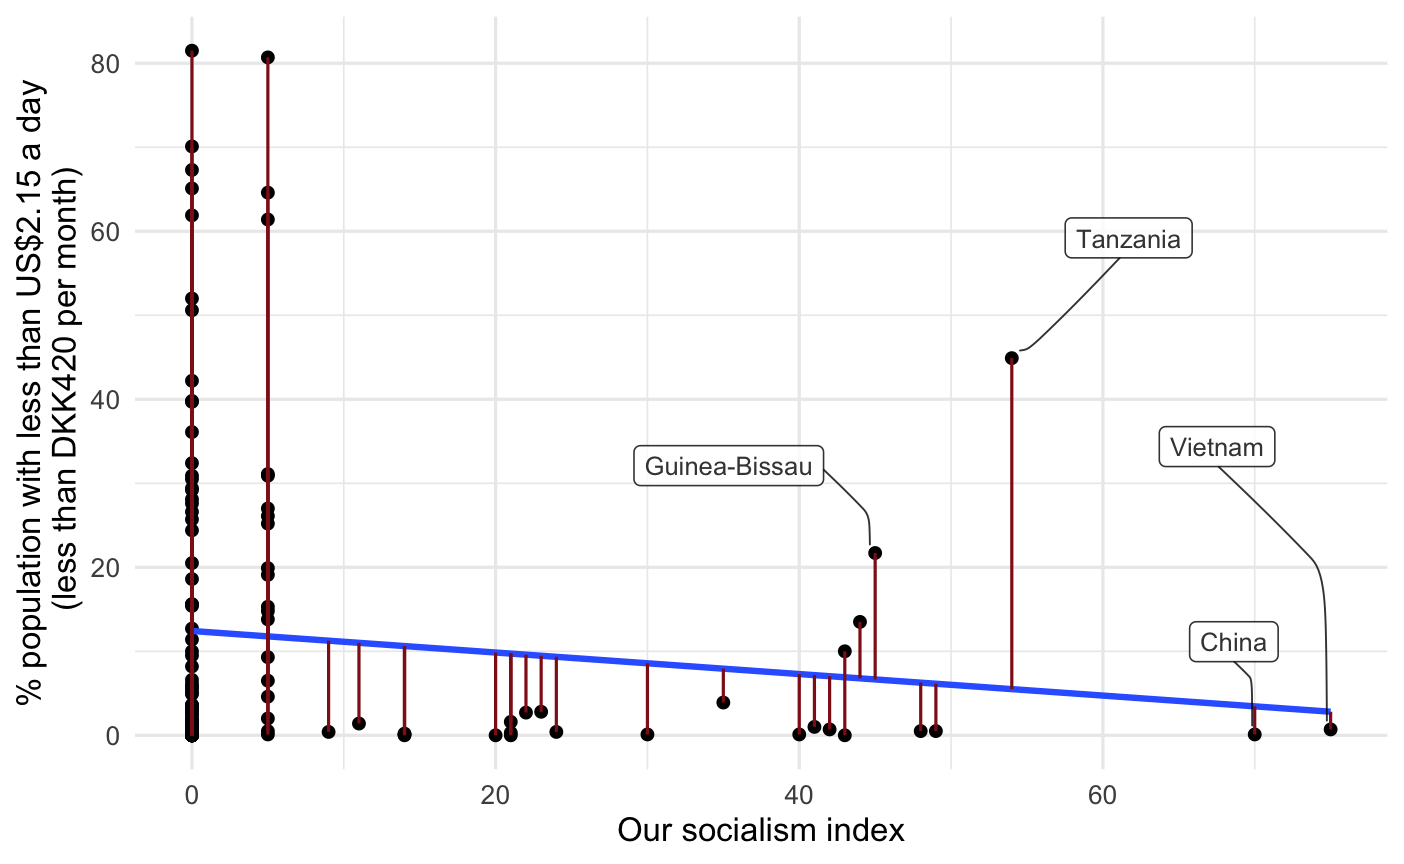 % population with less than US$2.15 a day
(less than DKK420 per month)
80
60
40
20
0
Tanzania
Vietnam
Guinea-Bissau
China
0
20
40
60
Our socialism index